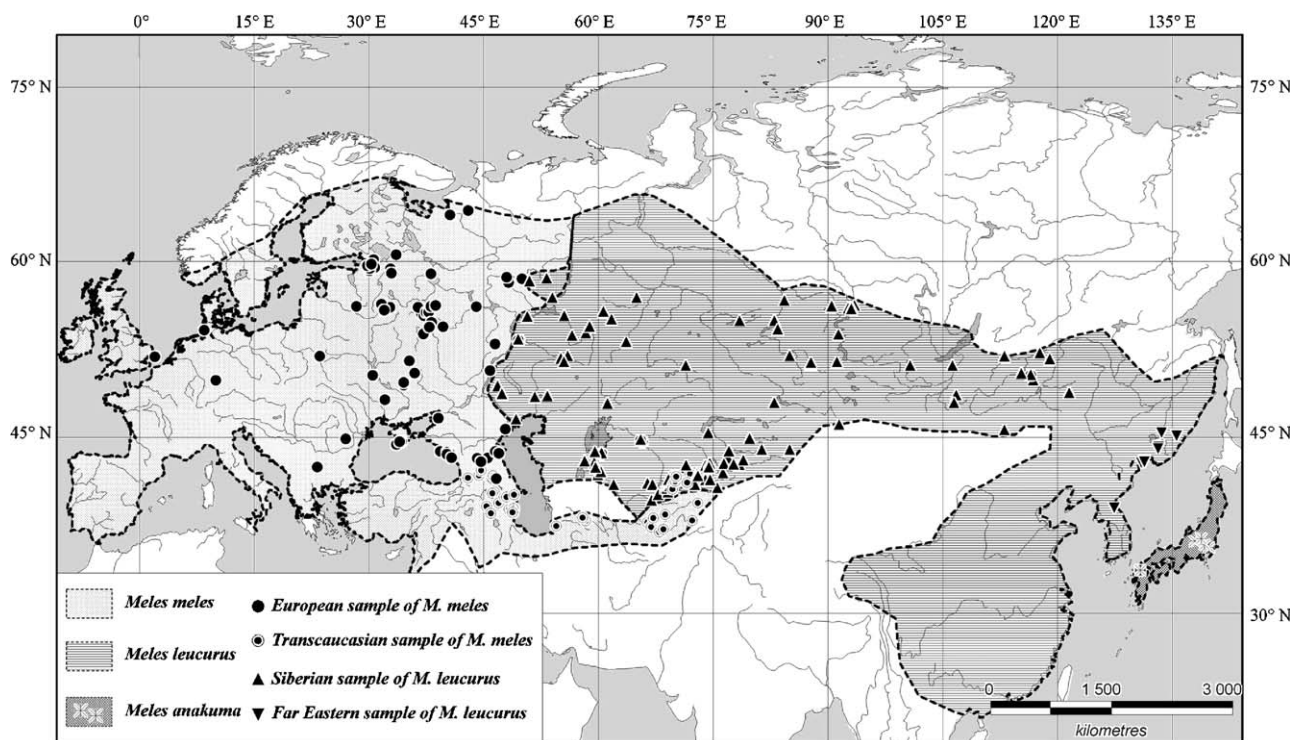 0° 15° E 30° E 45° E 60° E 75° E 90° E 105° E 120° E 135° E
75° N 75° N
60° N 60° N
45° N 45° N
30° N
Meles meles
Meles leucurus
Meles anakuma
European sample of M. meles
Transcaucasian sample of M. meles
Siberian sample of M. leucurus
Far Eastern sample of M. leucurus
0 1 500 3 000
kilometres